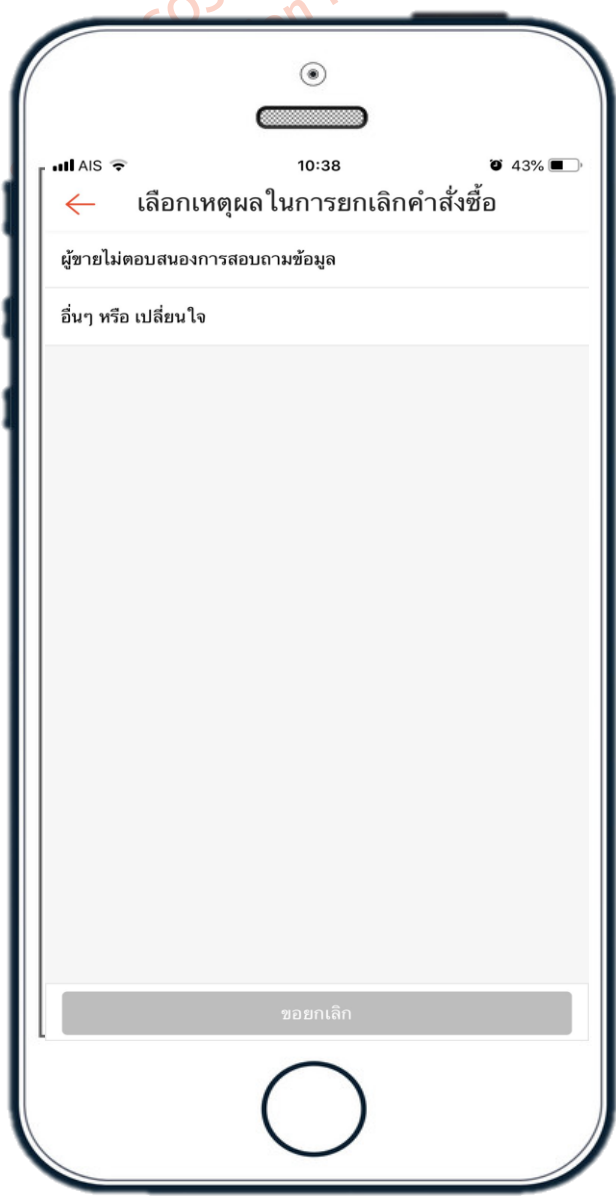 AIS 10:38 43%
เลือกเหตุผลในการยกเลิกคำสั่งซื้อ
ผู้ขายไม่ตอบสนองการสอบถามข้อมูล
อื่นๆ หรือ เปลี่ยนใจ
ขอยกเลิก